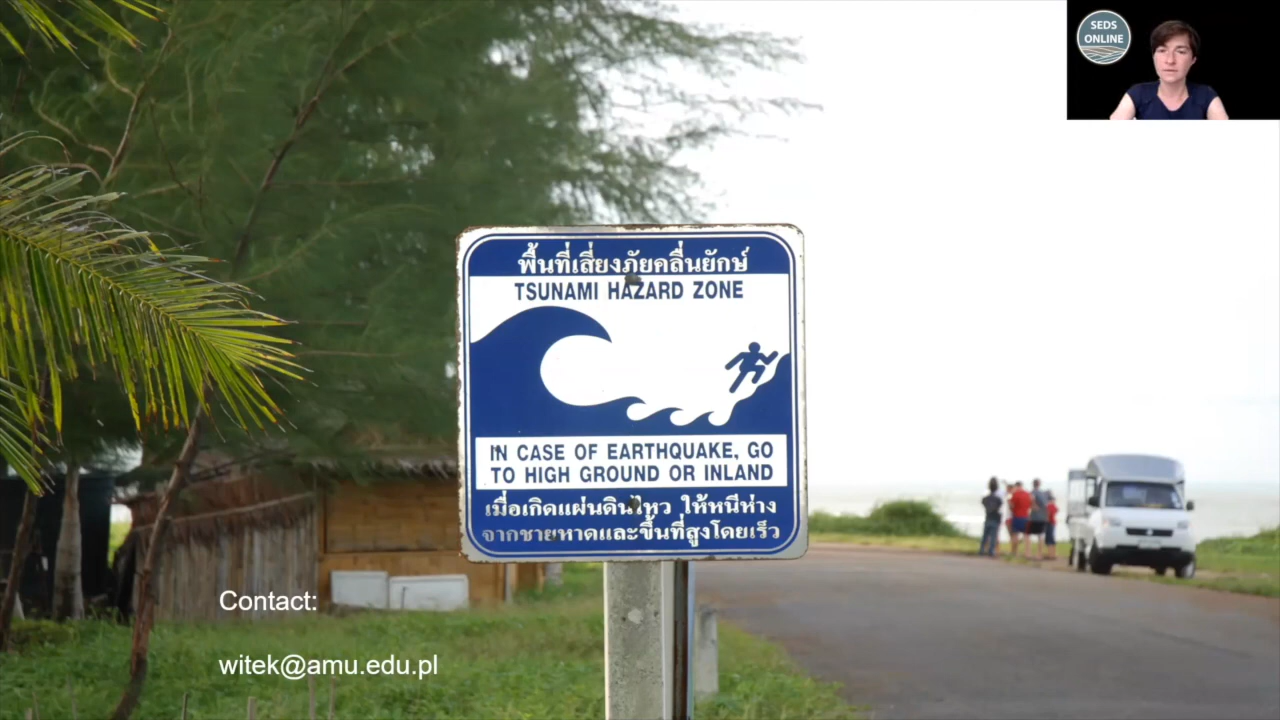 SEDS
ONLINE
พื้นที่เสี่ยงภัยคลื่นยักษ์
TSUNAMI HAZARD ZONE
IN CASE OF EARTHQUAKE, GO
TO HIGH GROUND OR INLAND
เมื่อเกิดแผ่นดินไหว ให้หนีห่าง
จากชายหาดและขึ้นที่สูงโดยเร็ว
Contact:
witek@amu.edu.pl